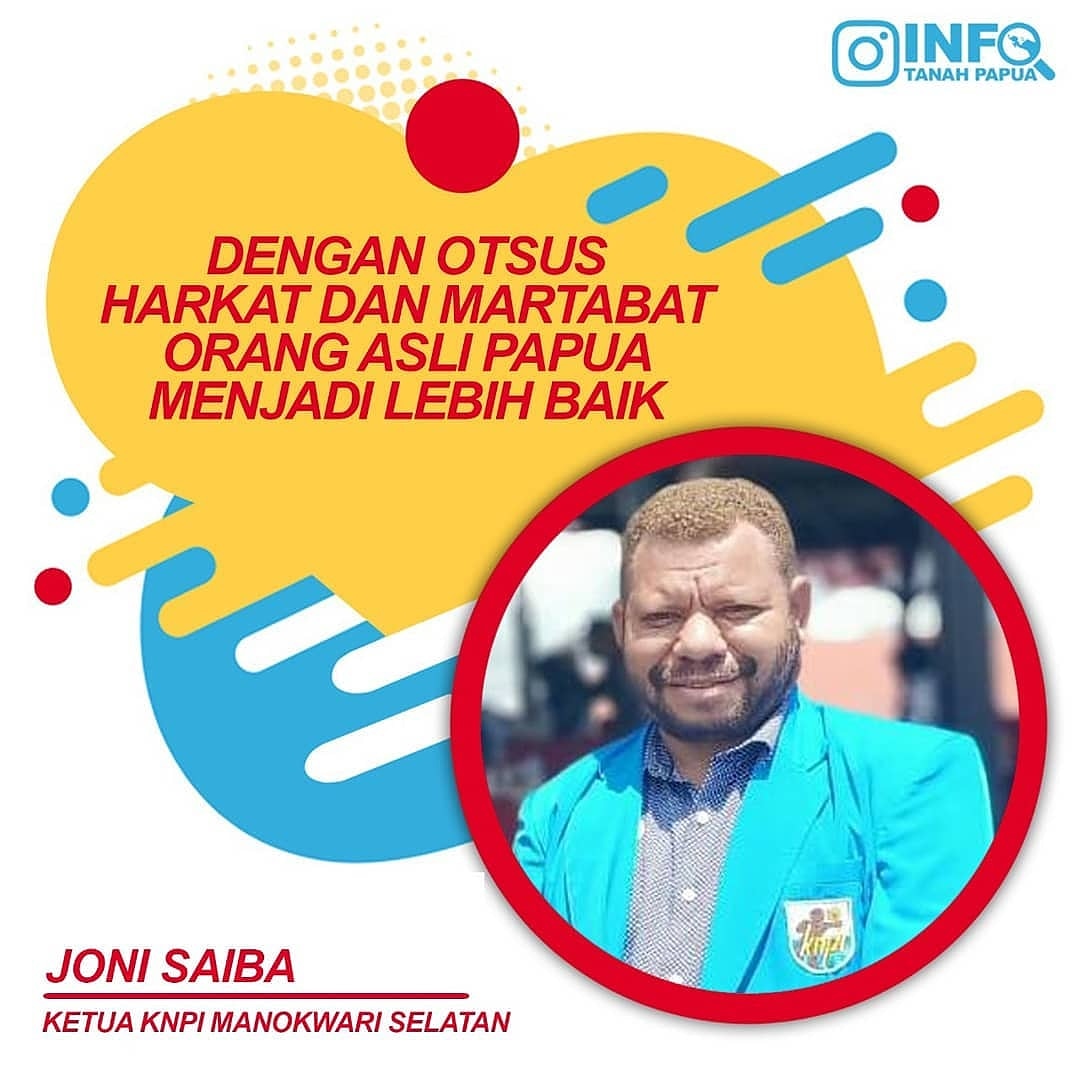 INFO
TANAH PAPUA
DENGAN OTSUS
HARKAT DAN MARTABAT
ORANG ASLI PAPUA
MENJADI LEBIH BAIK
knpi
JONI SAIBA
KETUA KNPI MANOKWARI SELATAN